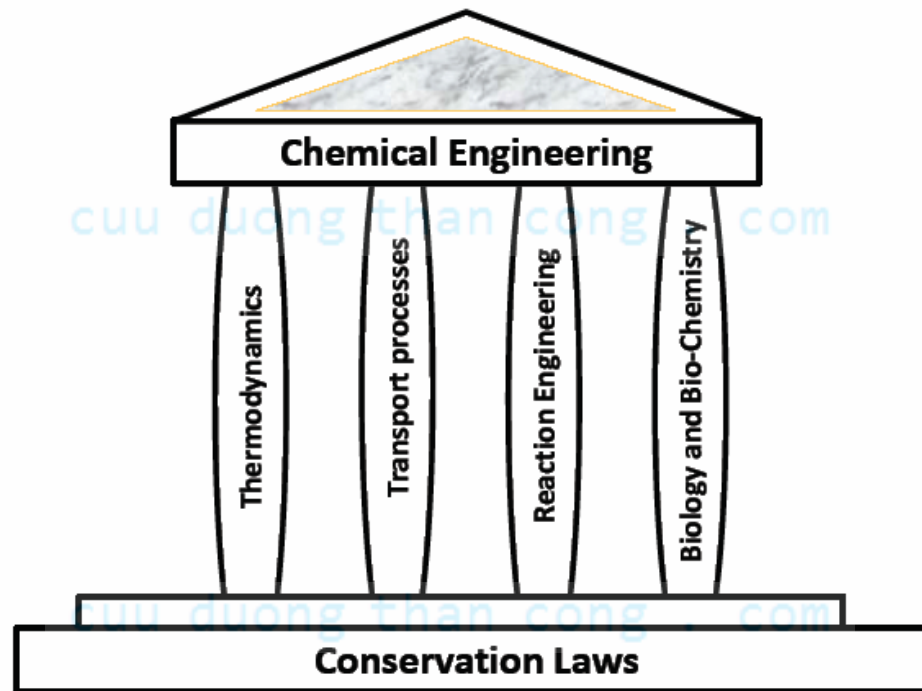 Chemical Engineering
cuu duong than cong . com
Thermodynamics
Transport processes
Reaction Engineering
Biology and Bio-Chemistry
cuu duong than cong . com
Conservation Laws